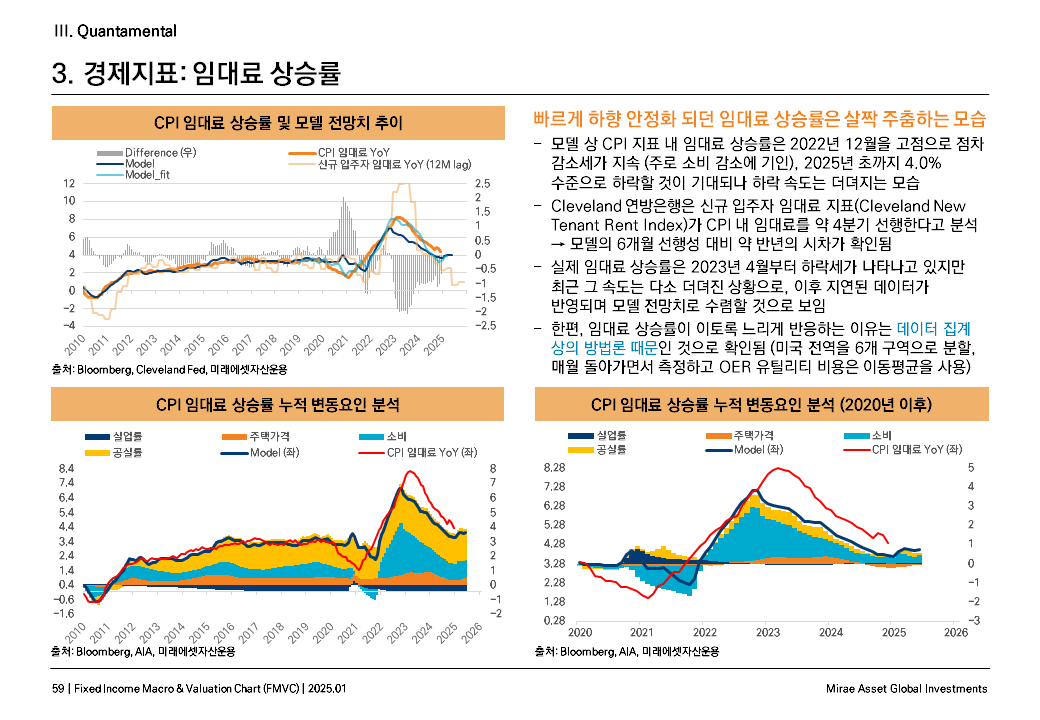 III. Quantamental
3. 경제지표: 임대료 상승률
CPI 임대료 상승률 및 모델 전망치 추이
Difference (우)
CPI 임대료 YoY
Model
신규 입주자 임대료 YoY (12M lag)
Model_fit
12
10
8
6
4
2
0
−2
−4
2.5
2
1.5
1
0.5
0
−0.5
−1
−1.5
−2
−2.5
2010 2011 2012 2013 2014 2015 2016 2017 2018 2019 2020 2021 2022 2023 2024 2025
출처: Bloomberg, Cleveland Fed, 미래에셋자산운용
빠르게 하향 안정화 되던 임대료 상승률은 살짝 주춤하는 모습
− 모델 상 CPI 지표 내 임대료 상승률은 2022년 12월을 고점으로 점차
감소세가 지속 (주로 소비 감소에 기인), 2025년 초까지 4.0%
수준으로 하락할 것이 기대되나 하락 속도는 더뎌지는 모습
− Cleveland 연방은행은 신규 입주자 임대료 지표(Cleveland New
Tenant Rent Index)가 CPI 내 임대료를 약 4분기 선행한다고 분석
→ 모델의 6개월 선행성 대비 약 반년의 시차가 확인됨
− 실제 임대료 상승률은 2023년 4월부터 하락세가 나타나고 있지만
최근 그 속도는 다소 더뎌진 상황으로, 이후 지연된 데이터가
반영되며 모델 전망치로 수렴할 것으로 보임
− 한편, 임대료 상승률이 이토록 느리게 반응하는 이유는 데이터 집계
상의 방법론 때문인 것으로 확인됨 (미국 전역을 6개 구역으로 분할,
매월 돌아가면서 측정하고 OER 유틸리티 비용은 이동평균을 사용)
CPI 임대료 상승률 누적 변동요인 분석
실업률
주택가격
소비
공실률
Model (좌)
CPI 임대료 YoY (좌)
8.4
7.4
6.4
5.4
4.4
3.4
2.4
1.4
0.4
−0.6
−1.6
8
7
6
5
4
3
2
1
0
−1
−2
2010 2011 2012 2013 2014 2015 2016 2017 2018 2019 2020 2021 2022 2023 2024 2025 2026
출처: Bloomberg, AIA, 미래에셋자산운용
CPI 임대료 상승률 누적 변동요인 분석 (2020년 이후)
실업률
주택가격
소비
공실률
Model (좌)
CPI 임대료 YoY (좌)
8.28
7.28
6.28
5.28
4.28
3.28
2.28
1.28
0.28
5
4
3
2
1
0
−1
−2
−3
2020 2021 2022 2023 2024 2025 2026
출처: Bloomberg, AIA, 미래에셋자산운용
59 | Fixed Income Macro & Valuation Chart (FMVC) | 2025.01
Mirae Asset Global Investments